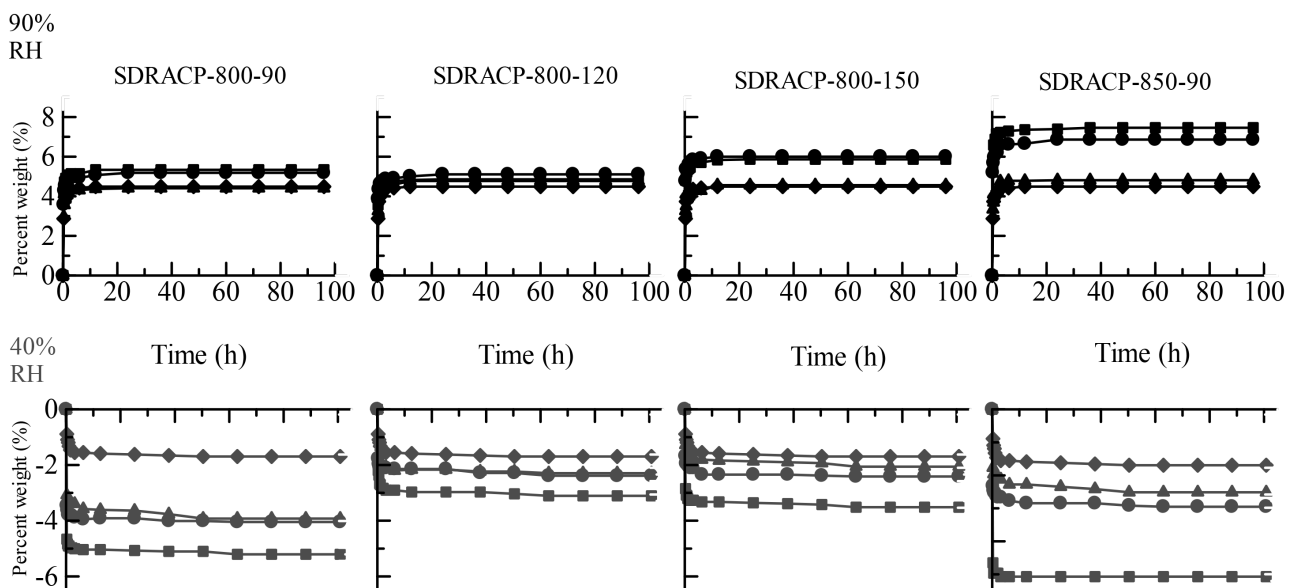 90%
RH
SDRACP-800-90
SDRACP-800-120
SDRACP-800-150
SDRACP-850-90
Percent weight (%)
8
6
4
2
0
0 20 40 60 80 100
0 20 40 60 80 100
0 20 40 60 80 100
0 20 40 60 80 100
40%
RH
Time (h)
Time (h)
Time (h)
Time (h)
Percent weight (%)
0
-2
-4
-6